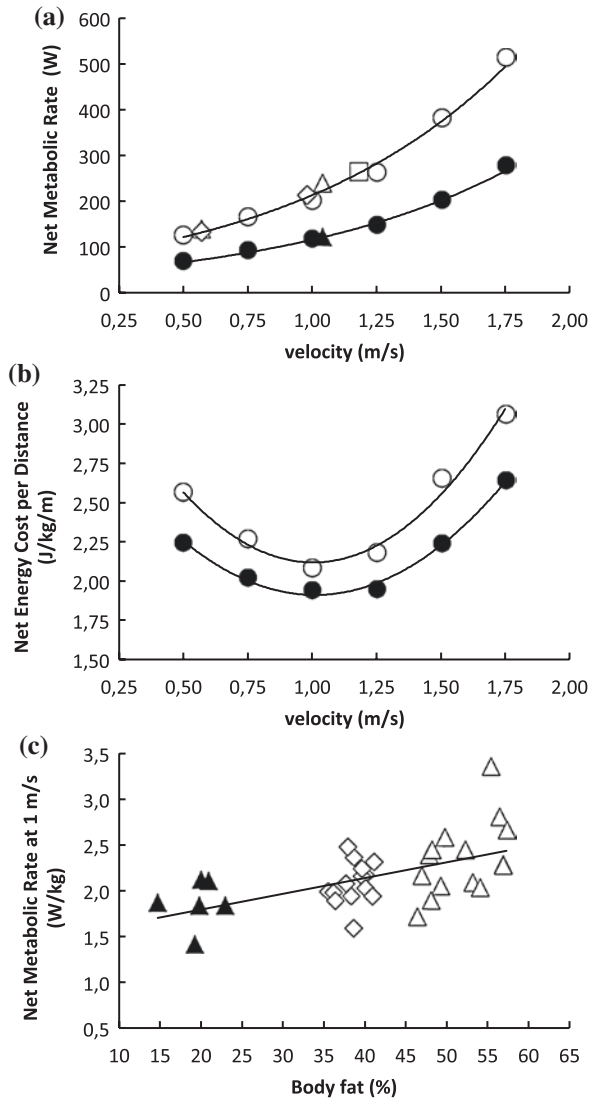 (a)
Net Metabolic Rate (W)
600
500
400
300
200
100
0
0,25 0,50 0,75 1,00 1,25 1,50 1,75 2,00
velocity (m/s)
(b)
Net Energy Cost per Distance
(J/kg/m)
3,25
3,00
2,75
2,50
2,25
2,00
1,75
1,50
0,25 0,50 0,75 1,00 1,25 1,50 1,75 2,00
velocity (m/s)
(c)
Net Metabolic Rate at 1 m/s
(W/kg)
3,5
3,0
2,5
2,0
1,5
1,0
0,5
10 15 20 25 30 35 40 45 50 55 60 65
Body fat (%)